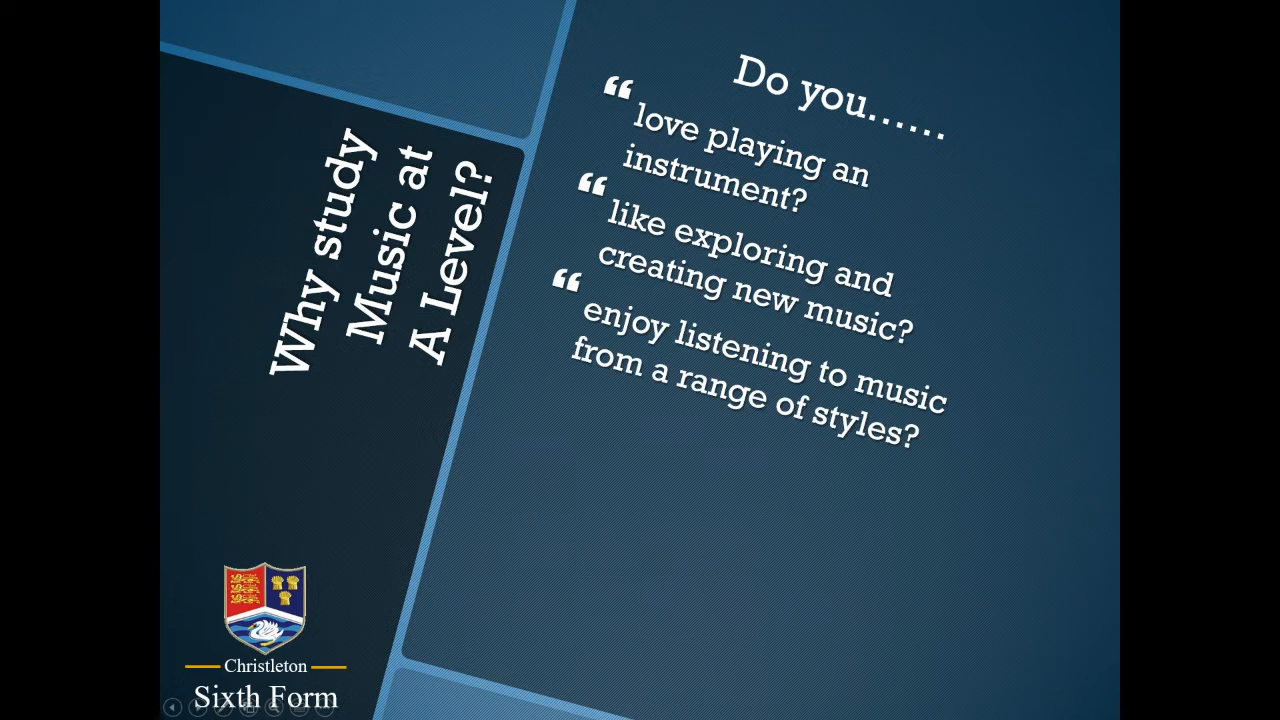 Why study
Music at
A Level?
Do you......
❝ love playing an
instrument?
❝ like exploring and
creating new music?
❝ enjoy listening to music
from a range of styles?
Christleton
Sixth Form